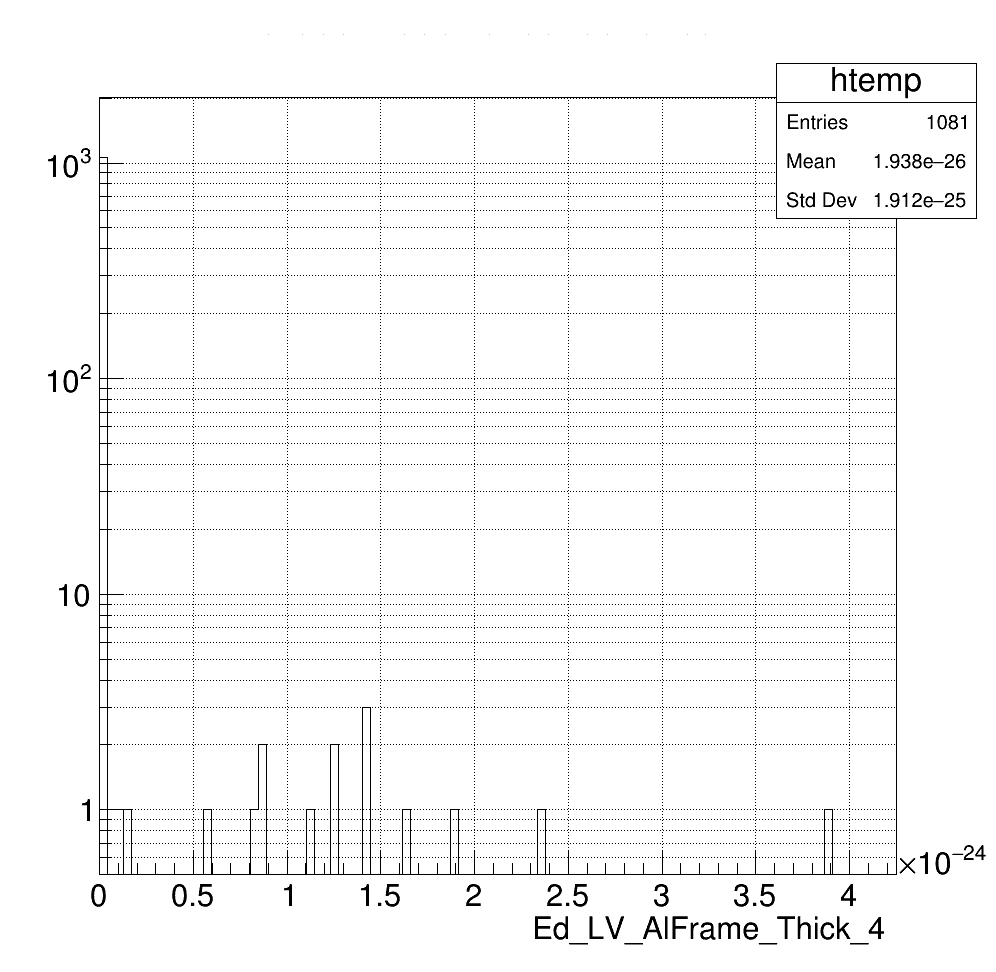 htemp
Entries 1081
Mean 1.938e−26
Std Dev 1.912e−25
10³
10²
10
1
0 0.5 1 1.5 2 2.5 3 3.5 4
×10⁻²⁴
Ed_LV_AlFrame_Thick_4